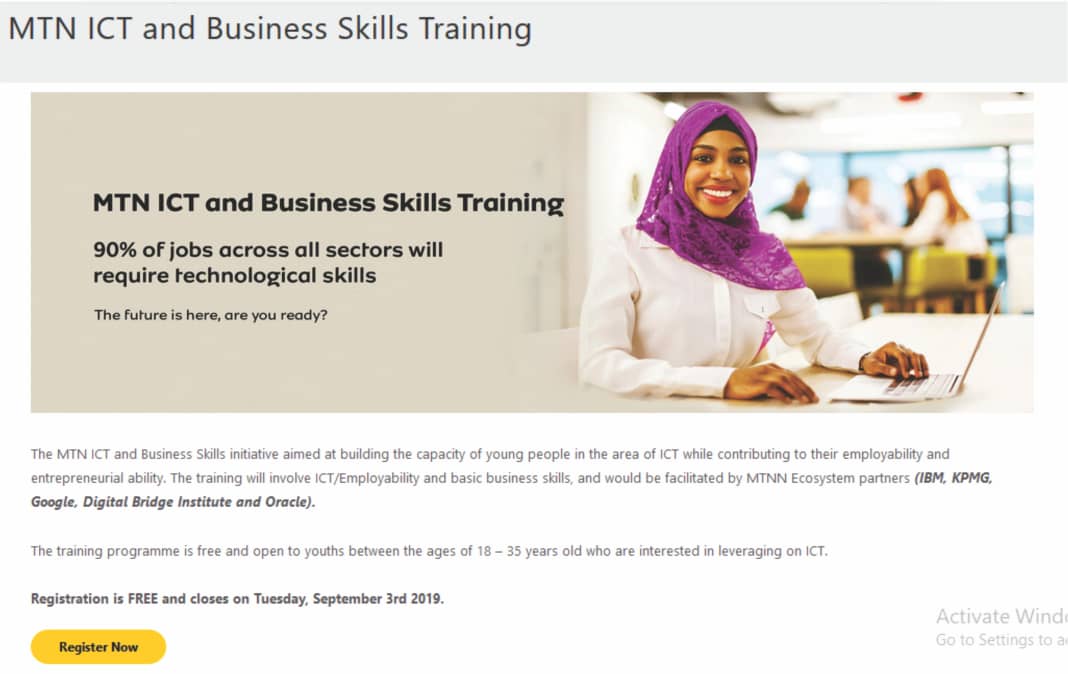 MTN ICT and Business Skills Training
MTN ICT and Business Skills Training
90% of jobs across all sectors will
require technological skills
The future is here, are you ready?
The MTN ICT and Business Skills initiative aimed at building the capacity of young people in the area of ICT while contributing to their employability and
entrepreneurial ability. The training will involve ICT/Employability and basic business skills, and would be facilitated by MTNN Ecosystem partners (IBM, KPMG,
Google, Digital Bridge Institute and Oracle).
The training programme is free and open to youths between the ages of 18 – 35 years old who are interested in leveraging on ICT.
Registration is FREE and closes on Tuesday, September 3rd 2019.
Register Now
Activate Windo
Go to Settings to a